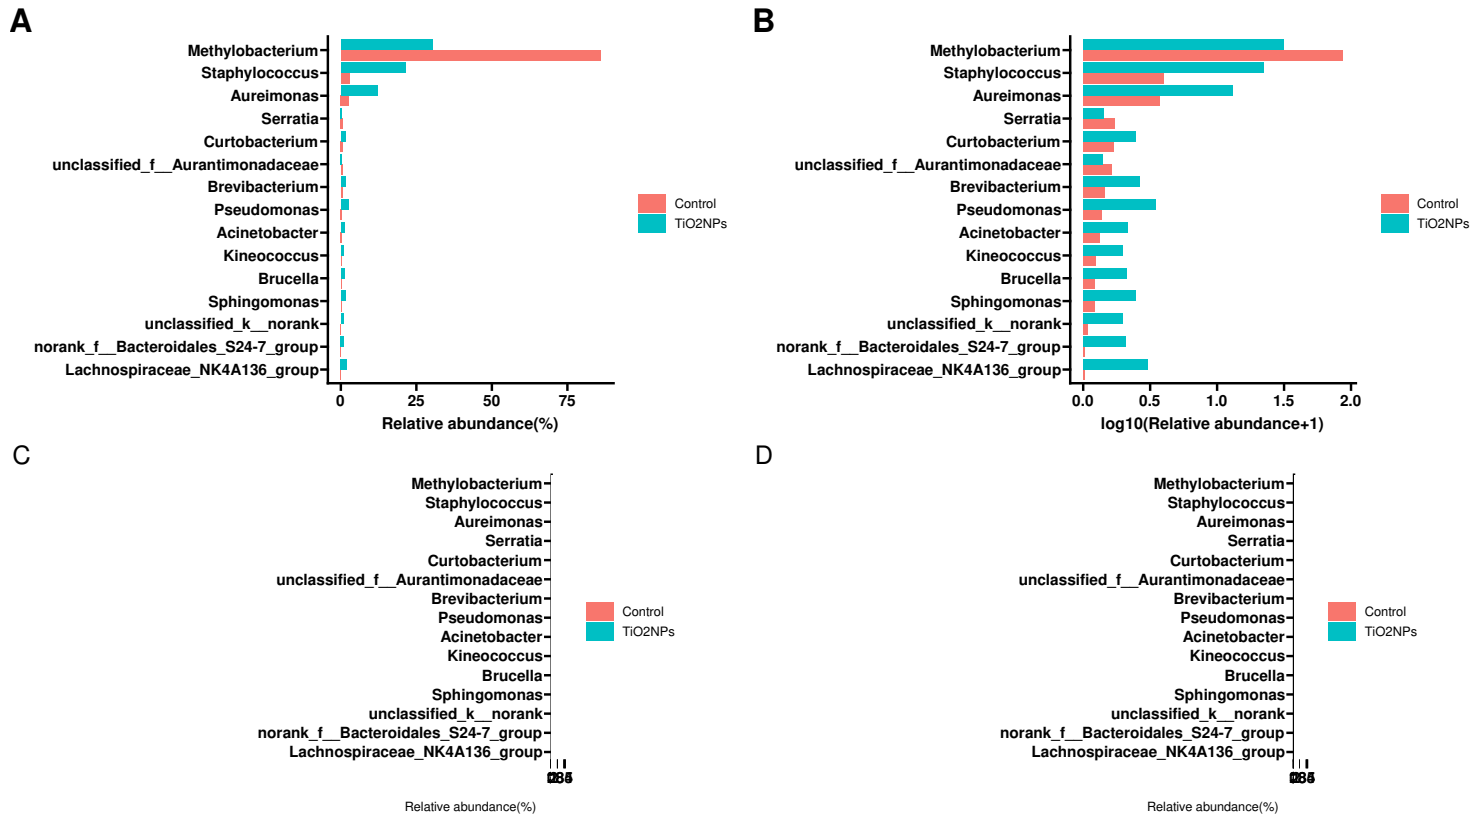 A
Methylobacterium
Staphylococcus
Aureimonas
Serratia
Curtobacterium
unclassified_f__Aurantimonadaceae
Brevibacterium
Pseudomonas
Acinetobacter
Kineococcus
Brucella
Sphingomonas
unclassified_k__norank
norank_f__Bacteroidales_S24-7_group
Lachnospiraceae_NK4A136_group
0 25 50 75
Relative abundance(%)
Control
TiO2NPs
B
Methylobacterium
Staphylococcus
Aureimonas
Serratia
Curtobacterium
unclassified_f__Aurantimonadaceae
Brevibacterium
Pseudomonas
Acinetobacter
Kineococcus
Brucella
Sphingomonas
unclassified_k__norank
norank_f__Bacteroidales_S24-7_group
Lachnospiraceae_NK4A136_group
0.0 0.5 1.0 1.5 2.0
log10(Relative abundance+1)
Control
TiO2NPs
C
Methylobacterium
Staphylococcus
Aureimonas
Serratia
Curtobacterium
unclassified_f__Aurantimonadaceae
Brevibacterium
Pseudomonas
Acinetobacter
Kineococcus
Brucella
Sphingomonas
unclassified_k__norank
norank_f__Bacteroidales_S24-7_group
Lachnospiraceae_NK4A136_group
Relative abundance(%)
Control
TiO2NPs
D
Methylobacterium
Staphylococcus
Aureimonas
Serratia
Curtobacterium
unclassified_f__Aurantimonadaceae
Brevibacterium
Pseudomonas
Acinetobacter
Kineococcus
Brucella
Sphingomonas
unclassified_k__norank
norank_f__Bacteroidales_S24-7_group
Lachnospiraceae_NK4A136_group
Relative abundance(%)
Control
TiO2NPs